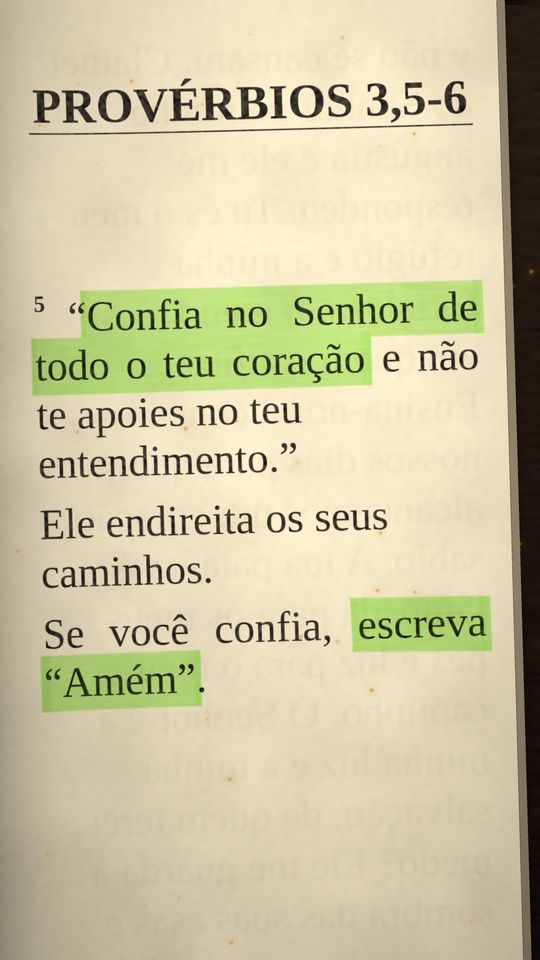 PROVÉRBIOS 3,5-6
5 “Confia no Senhor de
todo o teu coração e não
te apoies no teu
entendimento.”
Ele endireita os seus
caminhos.
Se você confia, escreva
“Amém”.